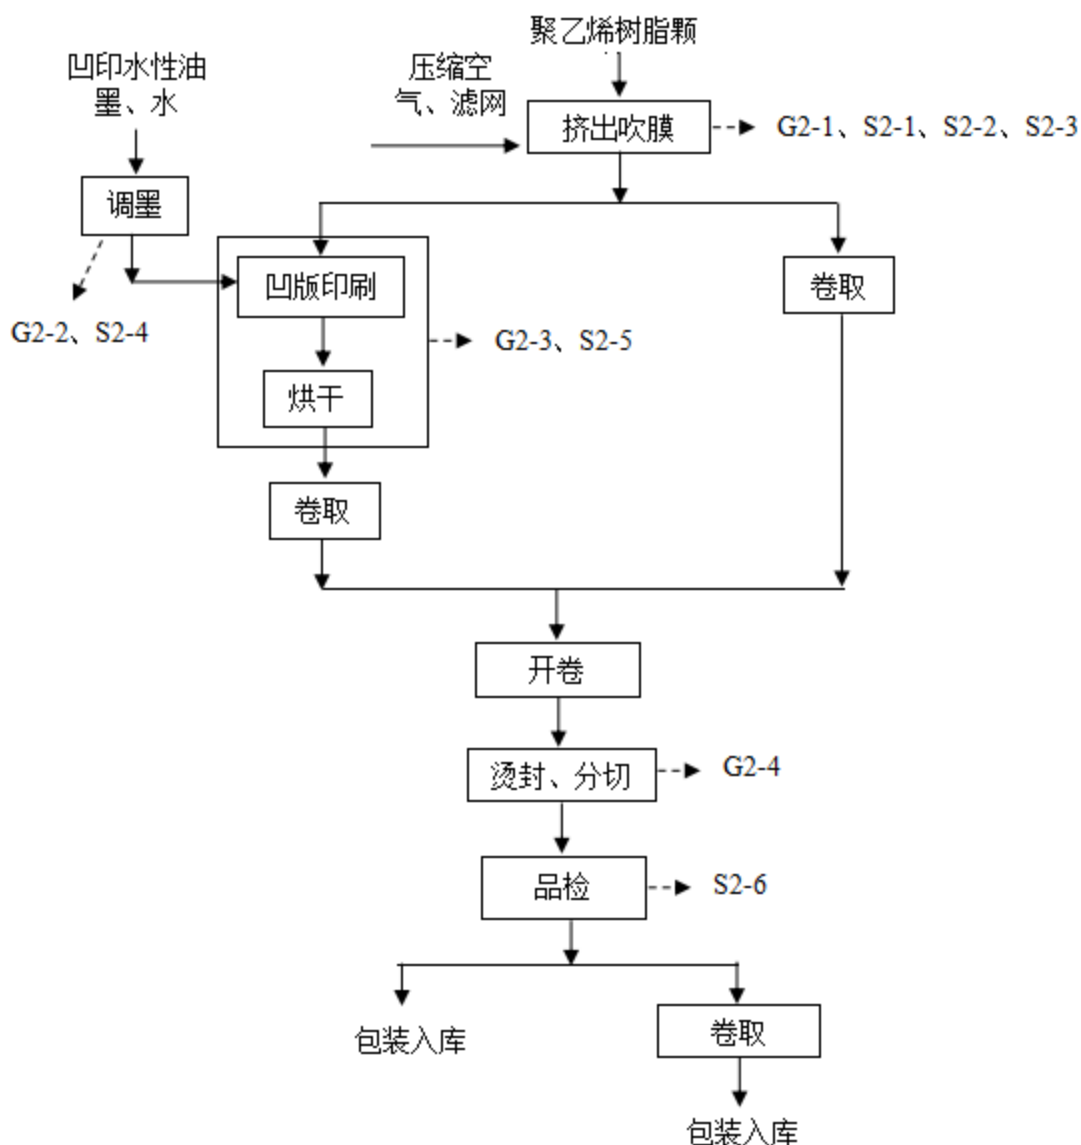 聚乙烯树脂颗
凹印水性油
墨、水
压缩空
气、滤网
挤出吹膜
G2-1、S2-1、S2-2、S2-3
调墨
G2-2、S2-4
凹版印刷
卷取
G2-3、S2-5
烘干
卷取
开卷
烫封、分切
G2-4
品检
S2-6
包装入库
卷取
包装入库